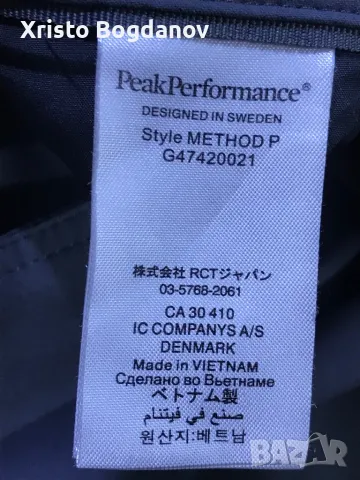 Xristo Bogdanov
PeakPerformance®
DESIGNED IN SWEDEN
Style METHOD P
G47420021
株式会社 RCTジャパン
03-5768-2061
CA 30 410
IC COMPANYS A/S
DENMARK
Made in VIETNAM
Сделано во Вьетнаме
ベトナム製
صنع في فيتنام
원산지:베트남
BAZAR